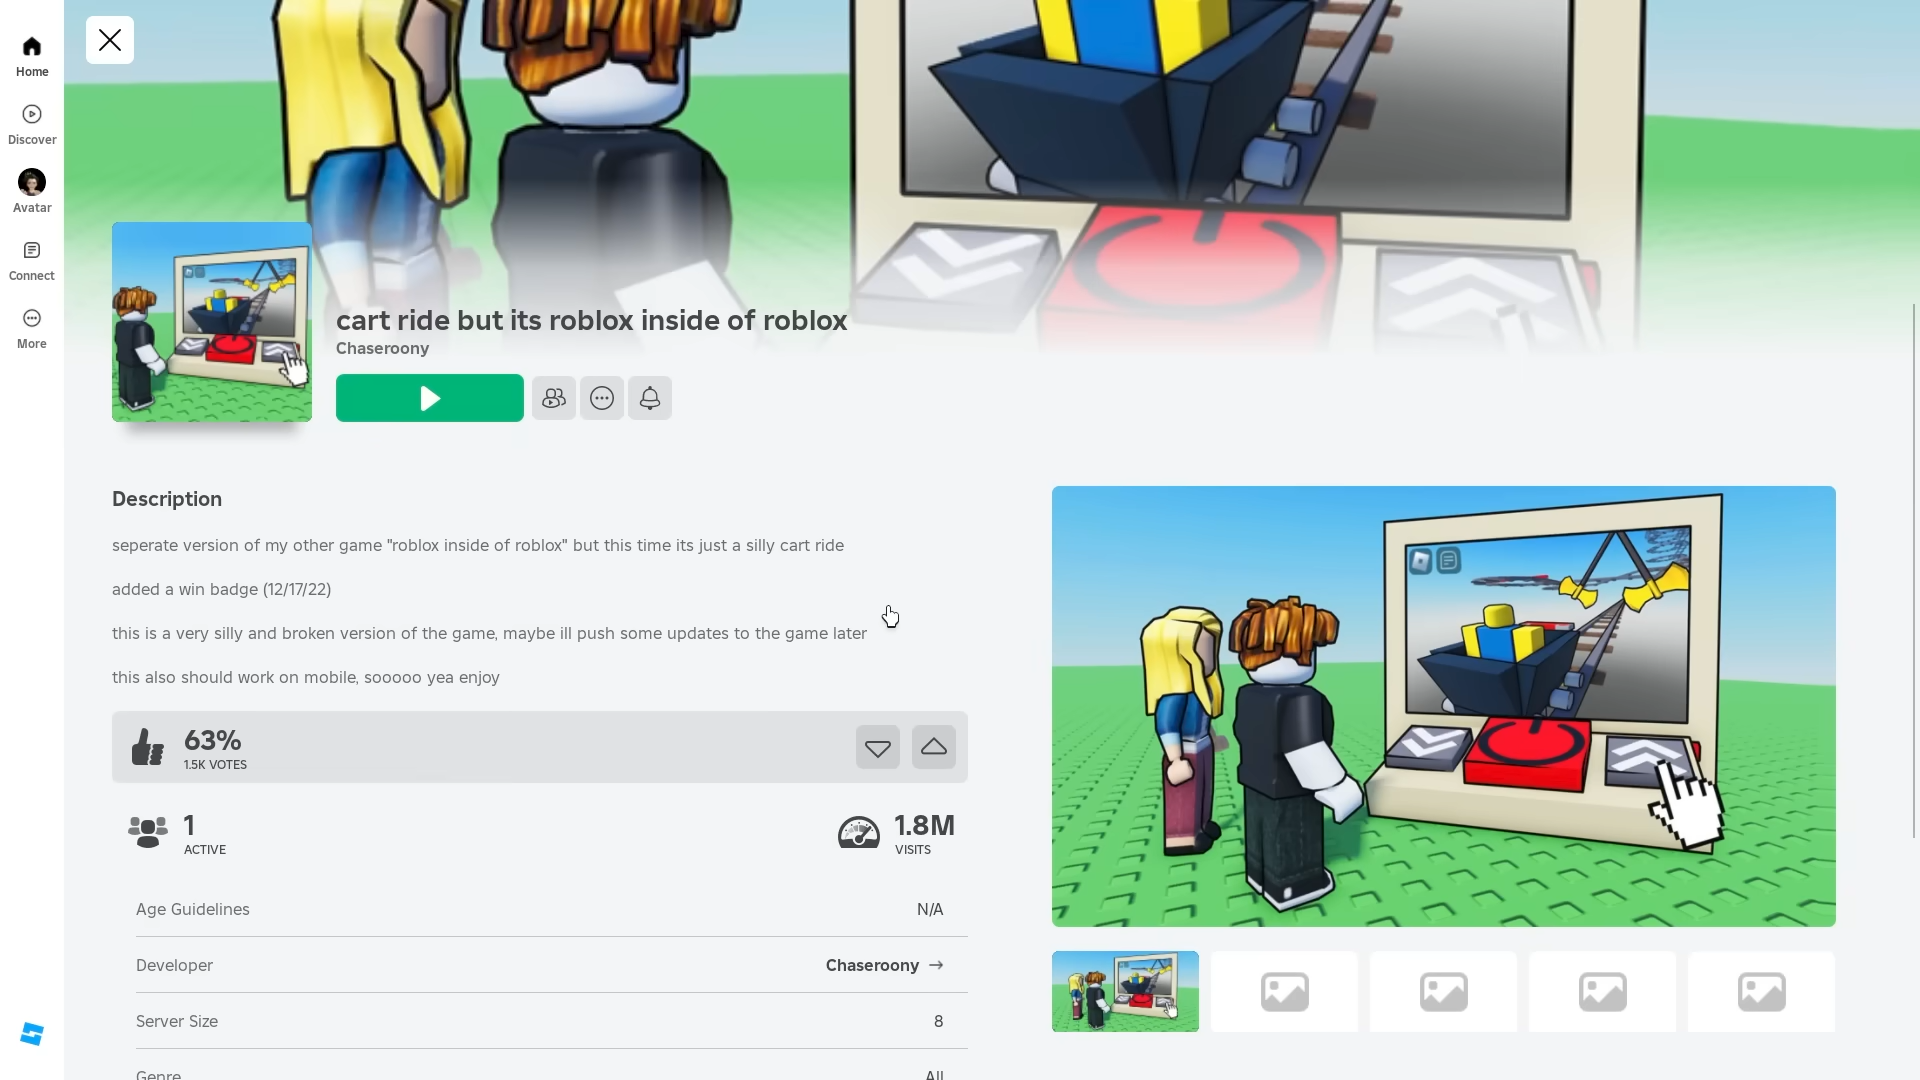 Home
Discover
Avatar
Connect
More
cart ride but its roblox inside of roblox
Chaseroony
Description
seperate version of my other game "roblox inside of roblox" but this time its just a silly cart ride
added a win badge (12/17/22)
this is a very silly and broken version of the game, maybe ill push some updates to the game later
this also should work on mobile, sooooo yea enjoy
63%
1.5K VOTES
1
ACTIVE
1.8M
VISITS
Age Guidelines N/A
Developer Chaseroony →
Server Size 8
Genre All